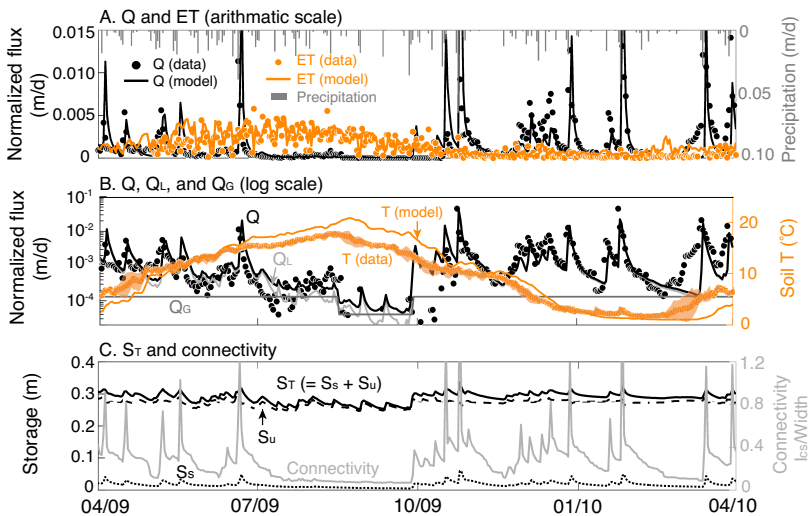 A. Q and ET (arithmetic scale)
Normalized flux
(m/d)
0.015
0.010
0.005
0
Q (data)
Q (model)
ET (data)
ET (model)
Precipitation
0
0.05
0.10
Precipitation (m/d)
B. Q, QL, and QG (log scale)
Normalized flux
(m/d)
10-1
10-2
10-3
10-4
Q
QL
QG
T (model)
T (data)
20
10
0
Soil T (°C)
C. ST and connectivity
Storage (m)
0.4
0.3
0.2
0.1
0
ST (= Ss + Su)
Su
Ss
Connectivity
1.2
0.8
0.4
0
Connectivity
lcs/Width
04/09
07/09
10/09
01/10
04/10